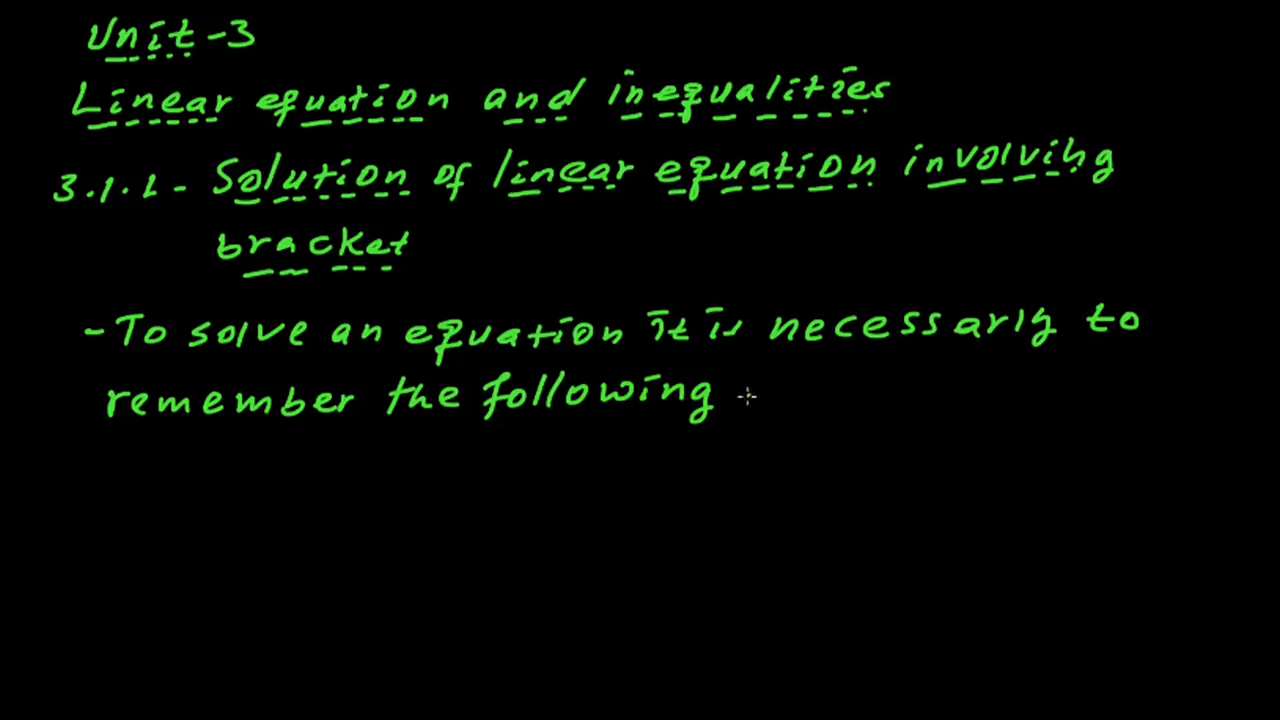 Unit-3
Linear equation and inequalities
3.1.1- Solution of linear equation involving
bracket
- To solve an equation it is necessarly to
remember the following